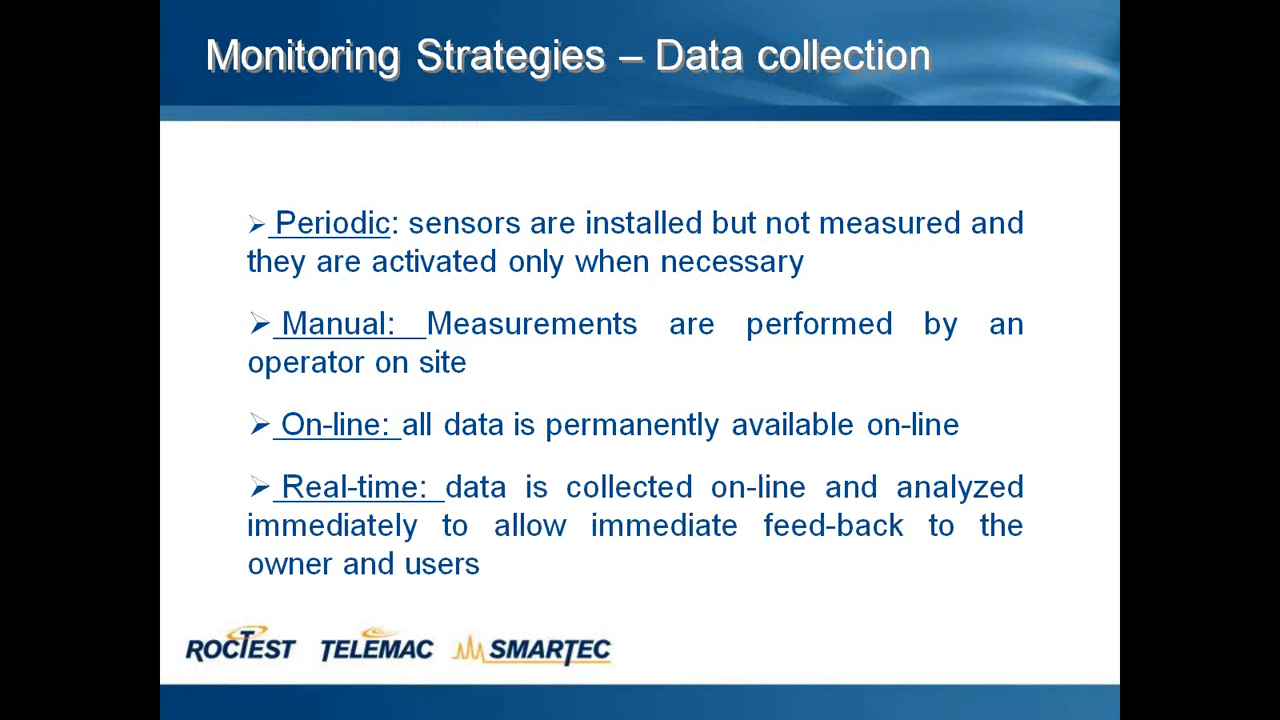 Monitoring Strategies – Data collection
➢ Periodic: sensors are installed but not measured and
they are activated only when necessary
➢ Manual: Measurements are performed by an
operator on site
➢ On-line: all data is permanently available on-line
➢ Real-time: data is collected on-line and analyzed
immediately to allow immediate feed-back to the
owner and users
ROCTEST TELEMAC SMARTEC